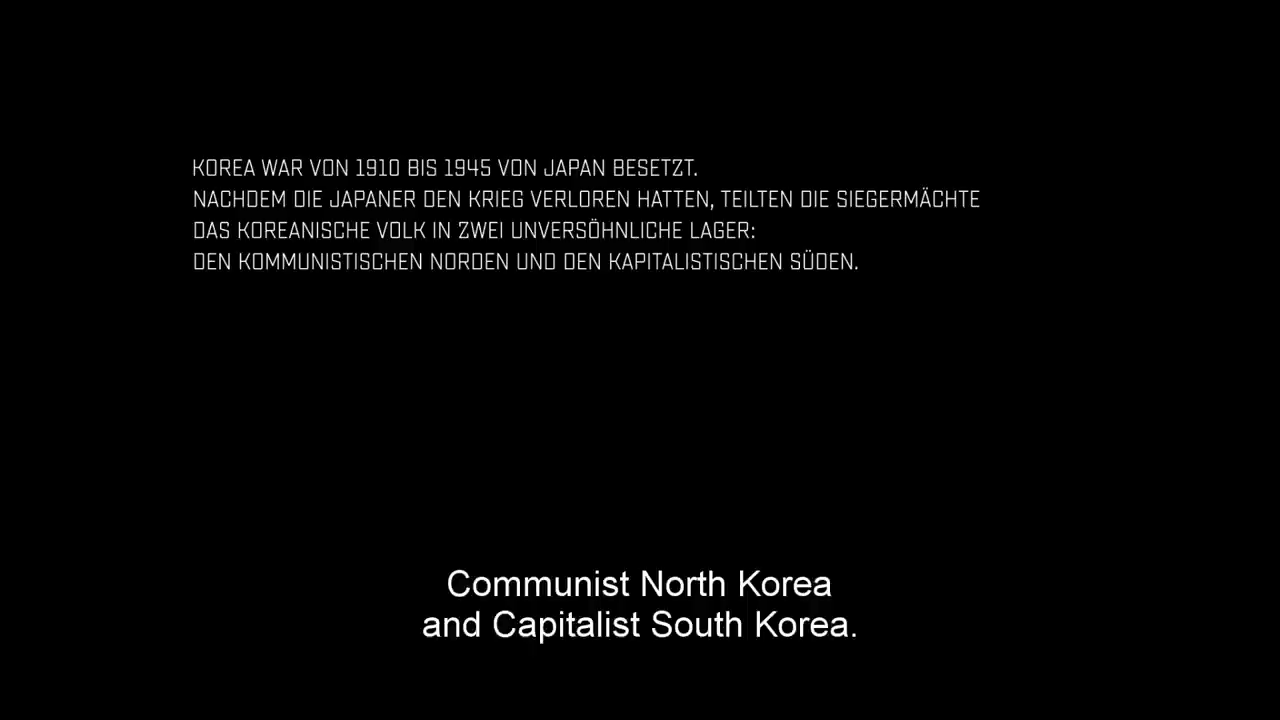 KOREA WAR VON 1910 BIS 1945 VON JAPAN BESETZT.
NACHDEM DIE JAPANER DEN KRIEG VERLOREN HATTEN, TEILTEN DIE SIEGERMÄCHTE
DAS KOREANISCHE VOLK IN ZWEI UNVERSÖHNLICHE LAGER:
DEN KOMMUNISTISCHEN NORDEN UND DEN KAPITALISTISCHEN SÜDEN.
Communist North Korea
and Capitalist South Korea.